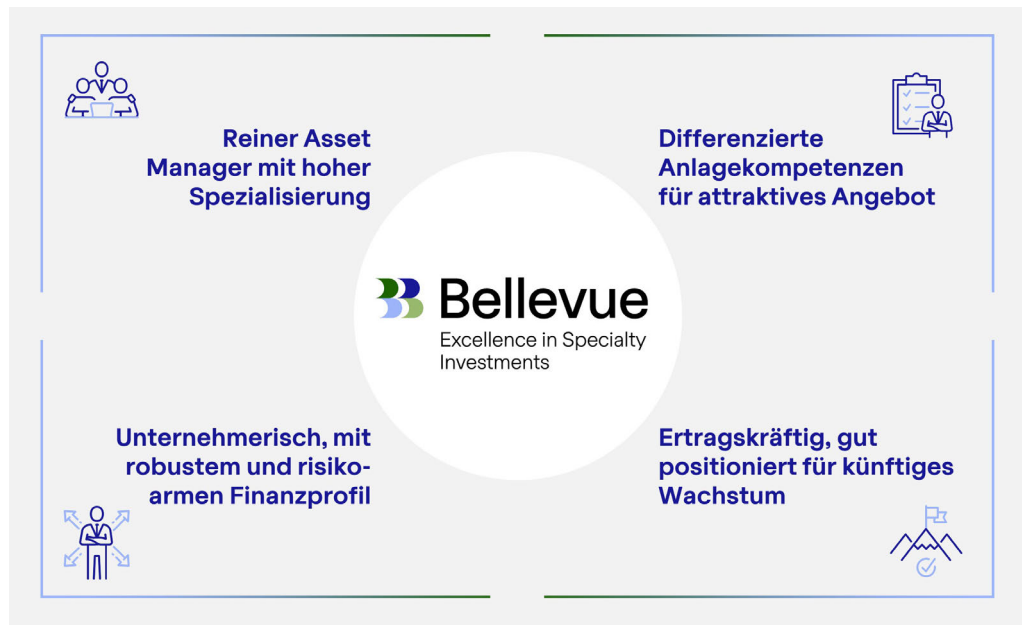 Reiner Asset
Manager mit hoher
Spezialisierung
Differenzierte
Anlagekompetenzen
für attraktives Angebot
Bellevue
Excellence in Specialty
Investments
Unternehmerisch, mit
robustem und risiko-
armen Finanzprofil
Ertragskräftig, gut
positioniert für künftiges
Wachstum